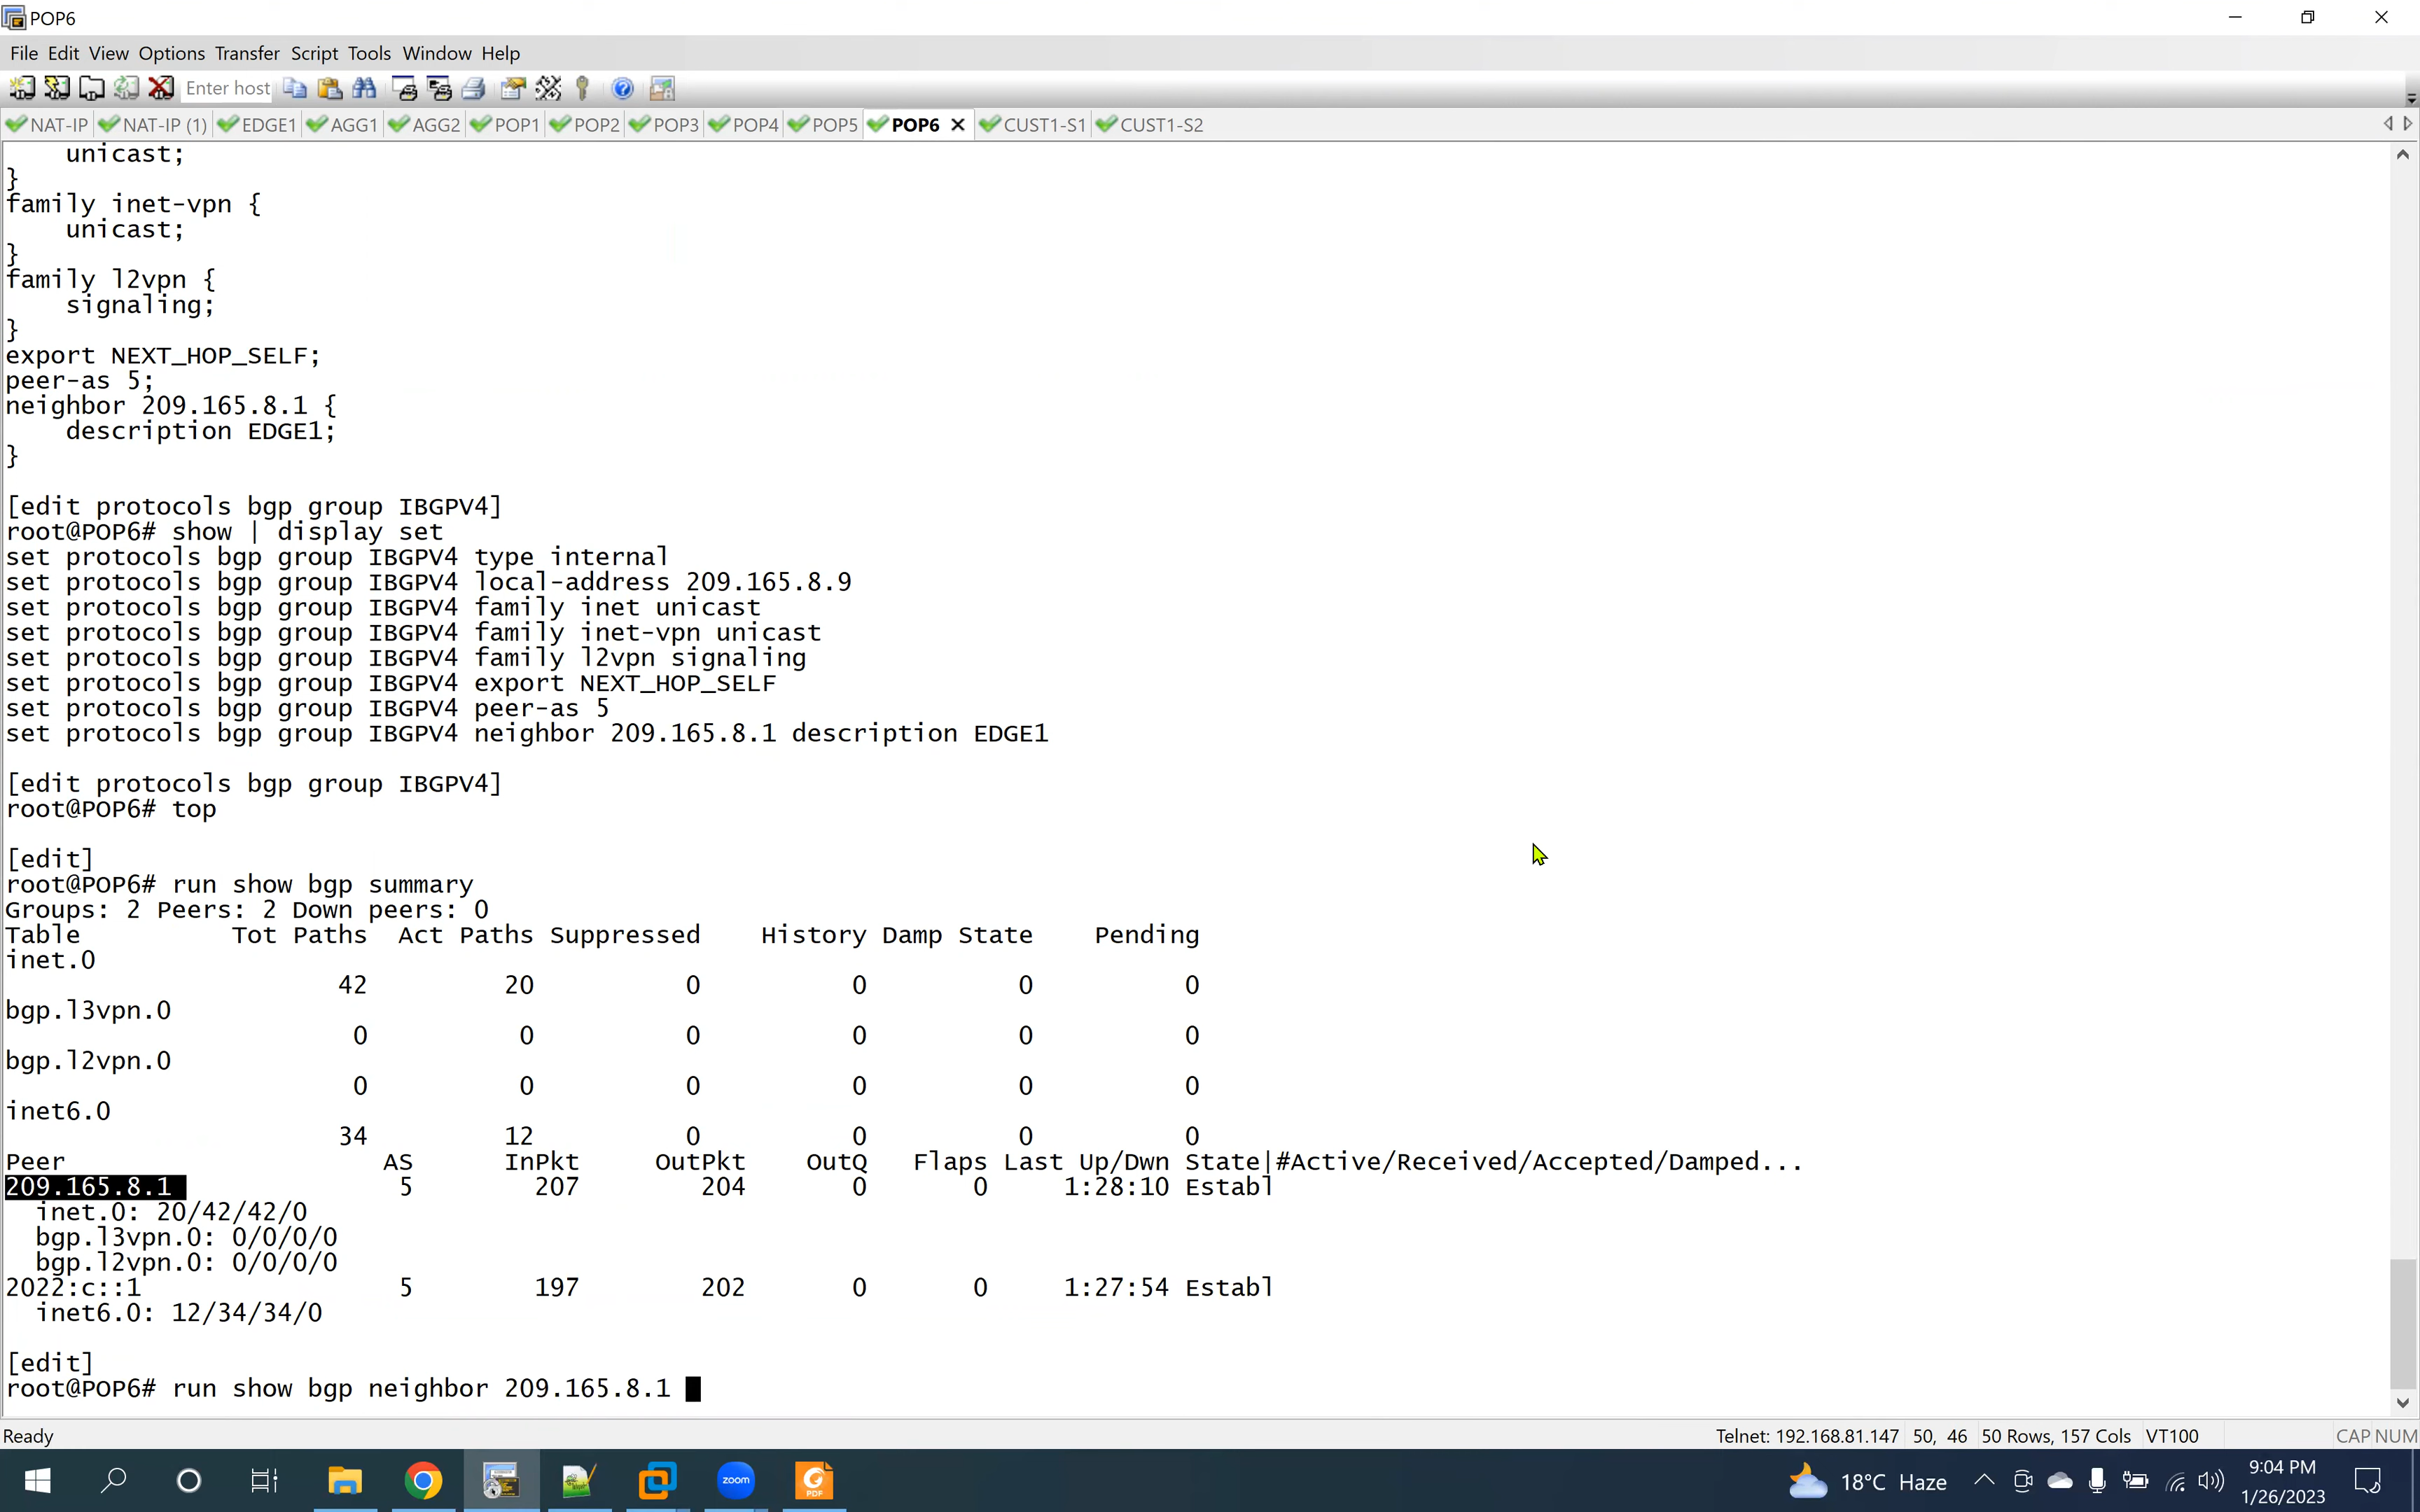 POP6
File Edit View Options Transfer Script Tools Window Help
Enter host
NAT-IP NAT-IP (1) EDGE1 AGG1 AGG2 POP1 POP2 POP3 POP4 POP5 POP6 CUST1-S1 CUST1-S2
unicast;
}
family inet-vpn {
unicast;
}
family l2vpn {
signaling;
}
export NEXT_HOP_SELF;
peer-as 5;
neighbor 209.165.8.1 {
description EDGE1;
}
[edit protocols bgp group IBGPV4]
root@POP6# show | display set
set protocols bgp group IBGPV4 type internal
set protocols bgp group IBGPV4 local-address 209.165.8.9
set protocols bgp group IBGPV4 family inet unicast
set protocols bgp group IBGPV4 family inet-vpn unicast
set protocols bgp group IBGPV4 family l2vpn signaling
set protocols bgp group IBGPV4 export NEXT_HOP_SELF
set protocols bgp group IBGPV4 peer-as 5
set protocols bgp group IBGPV4 neighbor 209.165.8.1 description EDGE1
[edit protocols bgp group IBGPV4]
root@POP6# top
[edit]
root@POP6# run show bgp summary
Groups: 2 Peers: 2 Down peers: 0
Table Tot Paths Act Paths Suppressed History Damp State Pending
inet.0
42 20 0 0 0 0
bgp.l3vpn.0
0 0 0 0 0 0
bgp.l2vpn.0
0 0 0 0 0 0
inet6.0
34 12 0 0 0 0
Peer AS InPkt OutPkt OutQ Flaps Last Up/Dwn State|#Active/Received/Accepted/Damped...
209.165.8.1 5 207 204 0 0 1:28:10 Establ
inet.0: 20/42/42/0
bgp.l3vpn.0: 0/0/0/0
bgp.l2vpn.0: 0/0/0/0
2022:c::1 5 197 202 0 0 1:27:54 Establ
inet6.0: 12/34/34/0
[edit]
root@POP6# run show bgp neighbor 209.165.8.1
Ready Telnet: 192.168.81.147 50, 46 50 Rows, 157 Cols VT100 CAP NUM
zoom PDF 18°C Haze 9:04 PM
1/26/2023